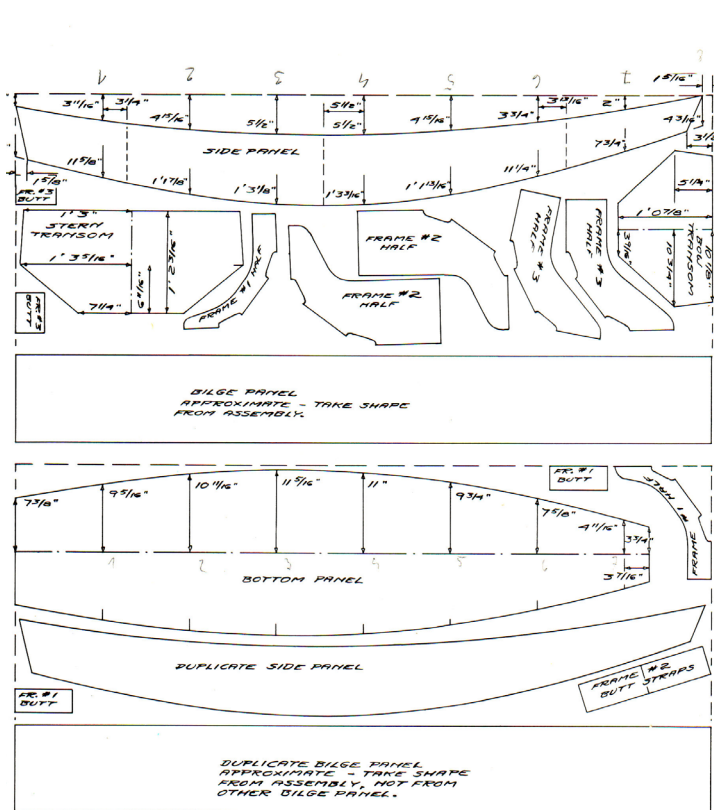 1 2 3 4 5 6 7
1 5/16"
3 11/16" 3 1/4" 4 15/16" 5 1/2" 5 1/2" 5 1/2" 4 15/16" 3 3/4" 3 13/16" 2" 4 3/16"
SIDE PANEL
7 3/4"
11 5/8" 1' 1 7/8" 1' 3 1/8" 1' 3 3/16" 1' 1 13/16" 11 1/4"
1 5/8"
5 1/4"
FR. #3
BUTT
1' 3"
STERN
TRANSOM
1' 3 5/16"
7 1/4"
FRAME #1 HALF
FRAME #2
HALF
FRAME #2
HALF
FRAME #3
HALF
FRAME #3
HALF
1' 0 7/8"
BOW
TRANSOM
10 3/4"
10 7/8"
FR. #3
BUTT
BILGE PANEL
APPROXIMATE - TAKE SHAPE
FROM ASSEMBLY.
FR. #1
BUTT
7 3/8" 9 5/16" 10 11/16" 11 5/16" 11" 9 3/4" 7 5/8" 4 11/16" 3 3/4"
FRAME
#1 HALF
1 2 3 4 5 6
3 7/16"
BOTTOM PANEL
DUPLICATE SIDE PANEL
FRAME #2
BUTT STRAPS
FR. #1
BUTT
DUPLICATE BILGE PANEL
APPROXIMATE - TAKE SHAPE
FROM ASSEMBLY, NOT FROM
OTHER BILGE PANEL.